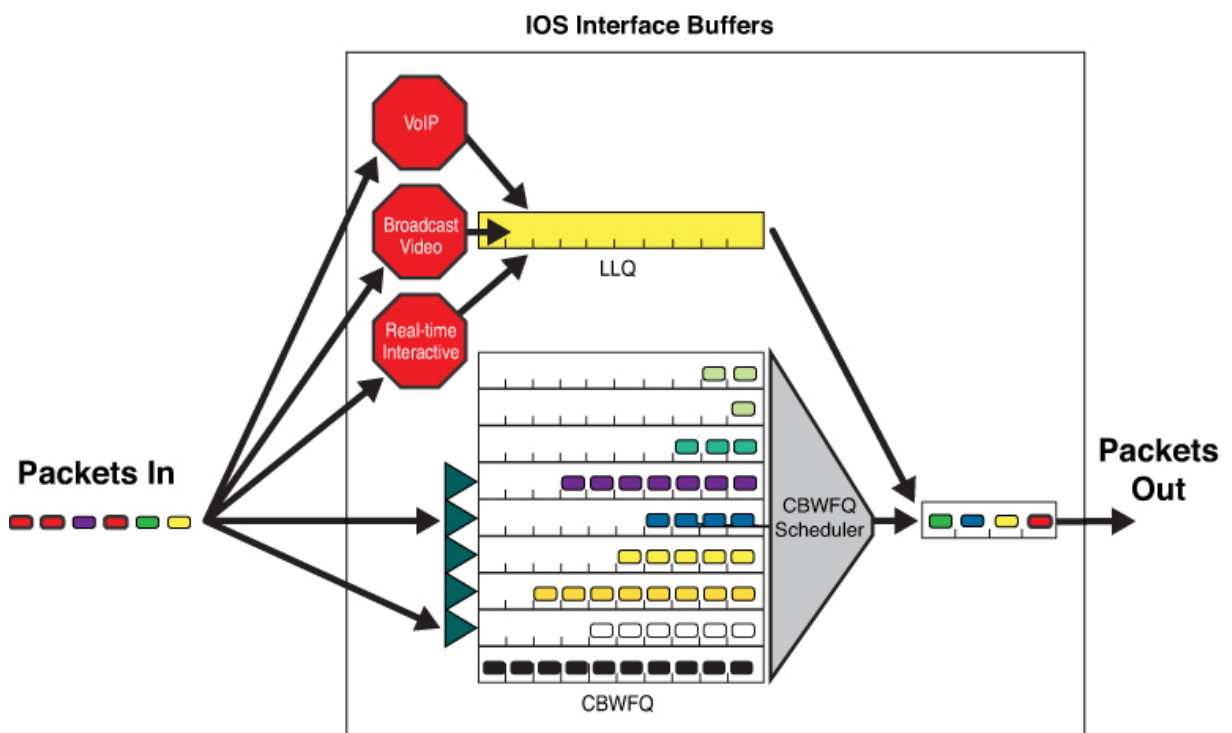 IOS Interface Buffers
VoIP
Broadcast
Video
LLQ
Real-time
Interactive
Packets In
CBWFQ
Scheduler
Packets
Out
CBWFQ